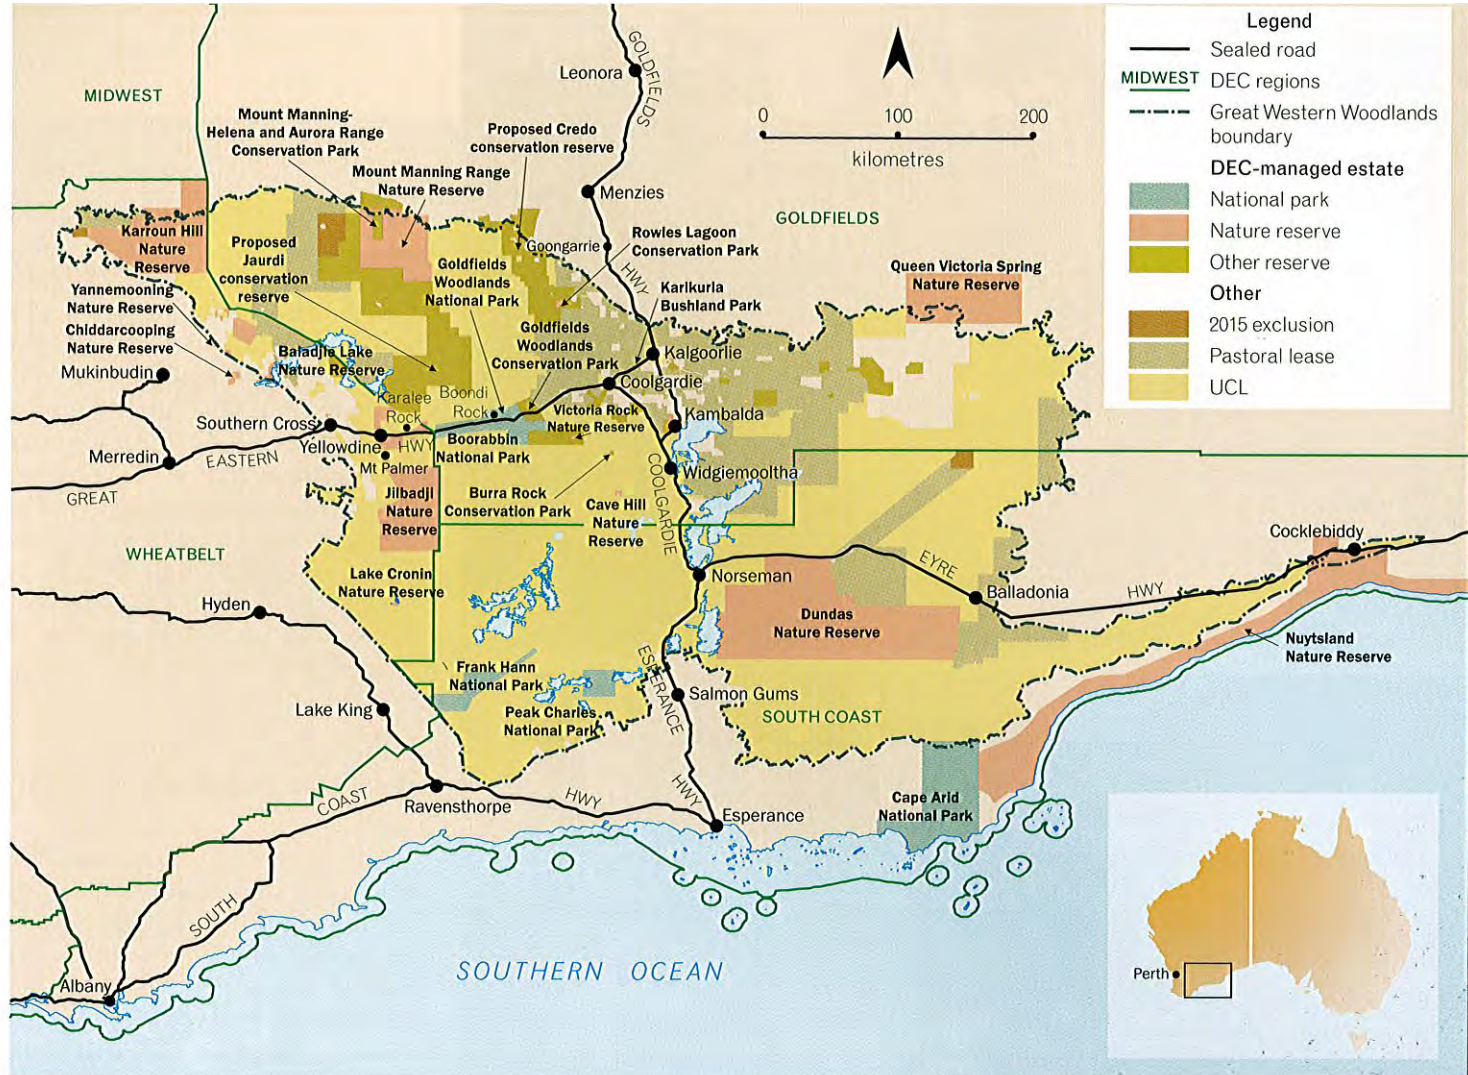 Legend
Sealed road
MIDWEST DEC regions
Great Western Woodlands
boundary
DEC-managed estate
National park
Nature reserve
Other reserve
Other
2015 exclusion
Pastoral lease
UCL
0 100 200
kilometres
MIDWEST
GOLDFIELDS
Leonora
GOLDFIELDS
Mount Manning-
Helena and Aurora Range
Conservation Park
Proposed Credo
conservation reserve
Mount Manning Range
Nature Reserve
Menzies
Karroun Hill
Nature
Reserve
Proposed
Jaurdi
conservation
reserve
Goongarrie
HWY
Rowles Lagoon
Conservation Park
Goldfields
Woodlands
National Park
Karlkurla
Bushland Park
Queen Victoria Spring
Nature Reserve
Yannemooning
Nature Reserve
Chiddarcooping
Nature Reserve
Goldfields
Woodlands
Conservation Park
Baladjie Lake
Nature Reserve
Kalgoorlie
Mukinbudin
Coolgardie
Karalee
Rock
Boondi
Rock
Victoria Rock
Nature Reserve
Kambalda
Southern Cross
Yellowdine
HWY
Merredin
EASTERN
GREAT
Mt Palmer
Boorabbin
National Park
Widgiemooltha
COOLGARDIE
Jilbadji
Nature
Reserve
Burra Rock
Conservation Park
Cave Hill
Nature
Reserve
WHEATBELT
Cocklebiddy
Lake Cronin
Nature Reserve
Norseman
EYRE
Balladonia
HWY
Hyden
Dundas
Nature Reserve
Nuytsland
Nature Reserve
Frank Hann
National Park
ESPERANCE
Salmon Gums
Lake King
Peak Charles
National Park
SOUTH COAST
HWY
COAST
Ravensthorpe
HWY
Esperance
Cape Arid
National Park
SOUTH
Albany
SOUTHERN OCEAN
Perth